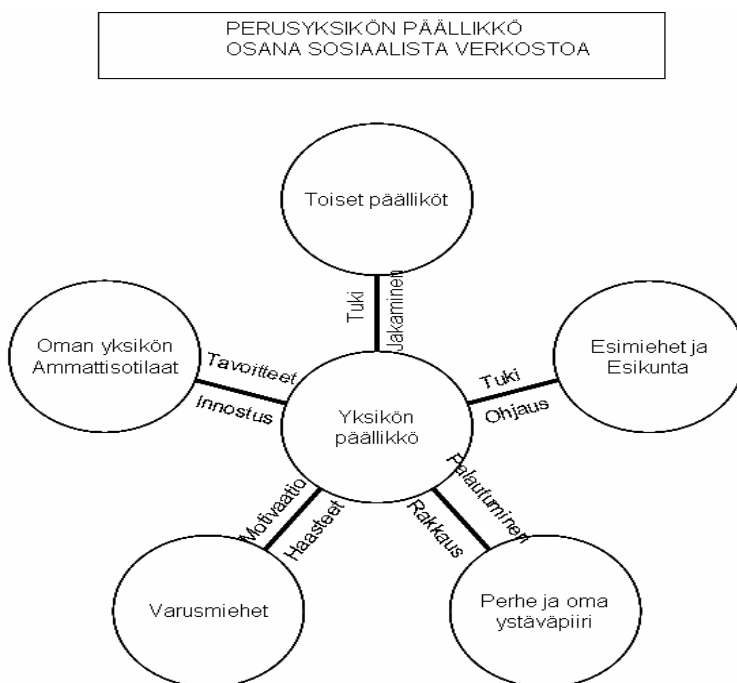 PERUSYKSIKÖN PÄÄLLIKKÖ
OSANA SOSIAALISTA VERKOSTOA
Toiset päälliköt
Tuki
Jakaminen
Oman yksikön
Ammattisotilaat
Tavoitteet
Innostus
Esimiehet ja
Esikunta
Tuki
Ohjaus
Yksikön
päällikkö
Motivaatio
Haasteet
Palautuminen
Rakkaus
Varusmiehet
Perhe ja oma
ystäväpiiri